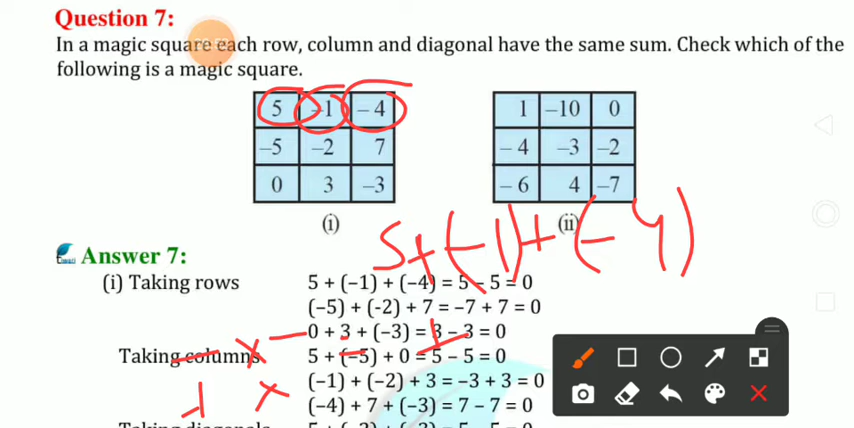 Question 7:
In a magic square each row, column and diagonal have the same sum. Check which of the
following is a magic square.
5 –1 –4
–5 –2 7
0 3 –3
(i)
1 –10 0
–4 –3 –2
–6 4 –7
(ii)
5+(-1)+(-4)
Answer 7:
(i) Taking rows 5 + (−1) + (−4) = 5 − 5 = 0
(−5) + (−2) + 7 = −7 + 7 = 0
0 + 3 + (−3) = 3 − 3 = 0
Taking columns 5 + (−5) + 0 = 5 − 5 = 0
(−1) + (−2) + 3 = −3 + 3 = 0
(−4) + 7 + (−3) = 7 − 7 = 0